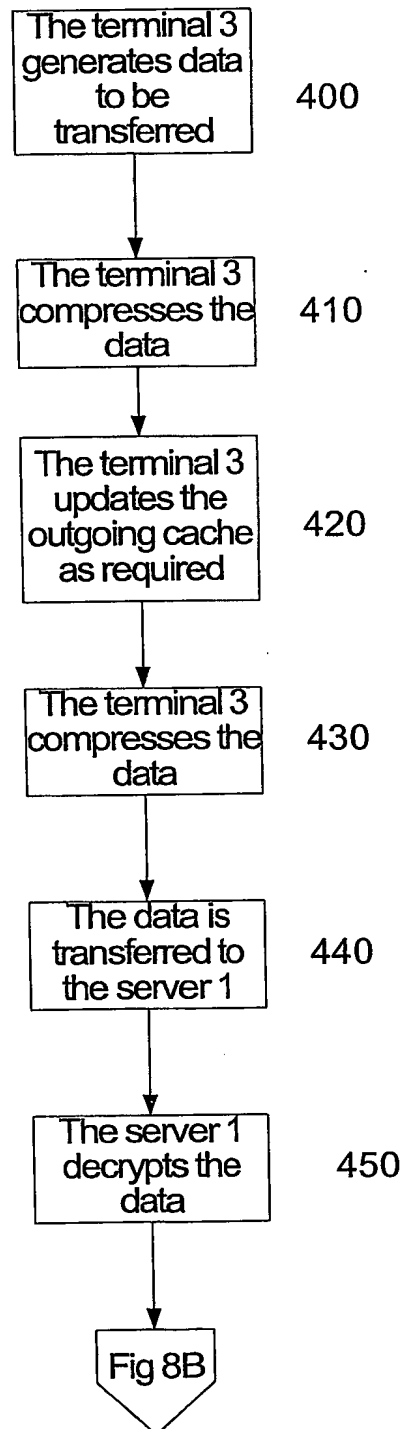 The terminal 3
generates data
to be
transferred
400
The terminal 3
compresses the
data
410
The terminal 3
updates the
outgoing cache
as required
420
The terminal 3
compresses the
data
430
The data is
transferred to
the server 1
440
The server 1
decrypts the
data
450
Fig 8B